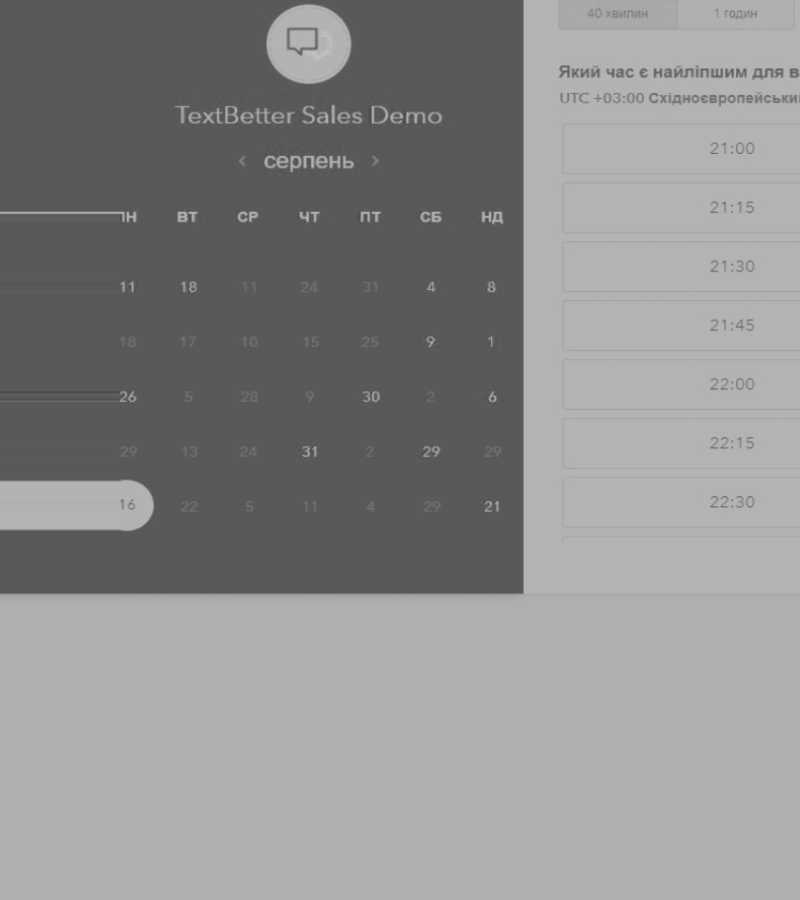 TextBetter Sales Demo
‹ серпень ›
ПН ВТ СР ЧТ ПТ СБ НД
11 18 11 24 31 4 8
18 17 10 15 25 9 1
26 5 28 9 30 2 6
29 13 24 31 2 29 29
16 22 5 11 4 29 21
40 хвилин 1 годин
Який час є найліпшим для в
UTC +03:00 Східноєвропейськи
21:00
21:15
21:30
21:45
22:00
22:15
22:30